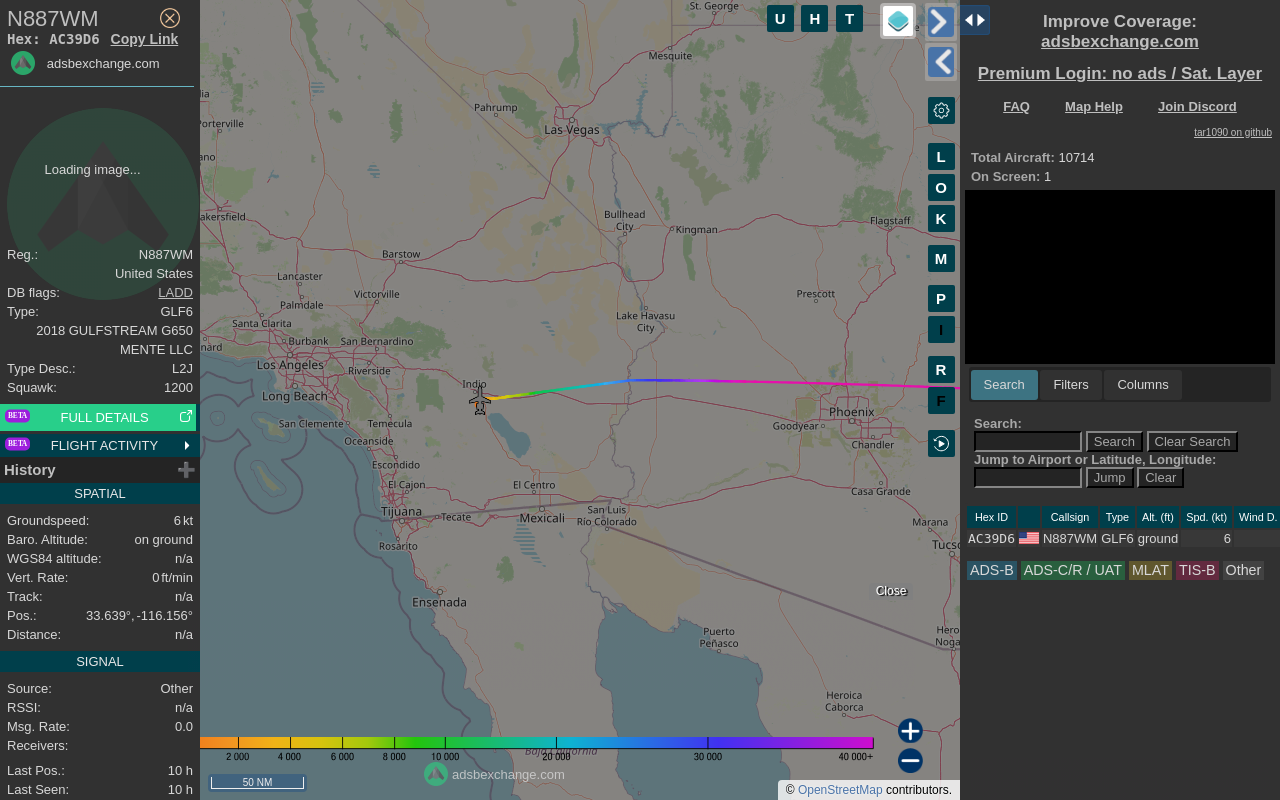 N887WM
Hex: AC39D6 Copy Link
adsbexchange.com
Loading image...
Reg.: N887WM
United States
DB flags: LADD
Type: GLF6
2018 GULFSTREAM G650
MENTE LLC
Type Desc.: L2J
Squawk: 1200
BETA FULL DETAILS
BETA FLIGHT ACTIVITY
History
SPATIAL
Groundspeed: 6 kt
Baro. Altitude: on ground
WGS84 altitude: n/a
Vert. Rate: 0 ft/min
Track: n/a
Pos.: 33.639°, -116.156°
Distance: n/a
SIGNAL
Source: Other
RSSI: n/a
Msg. Rate: 0.0
Receivers:
Last Pos.: 10 h
Last Seen: 10 h
St. George
U H T
Mesquite
Pahrump
Las Vegas
Porterville
akersfield
Bullhead
City
Kingman
Flagstaff
Barstow
Lancaster
Palmdale
Victorville
Prescott
Santa Clarita
Lake Havasu
City
nard
Burbank
San Bernardino
Los Angeles
Riverside
Indio
Long Beach
Phoenix
San Clemente
Temecula
Goodyear
Oceanside
Chandler
Escondido
El Cajon
El Centro
Casa Grande
Tijuana
Tecate
Mexicali
San Luis
Río Colorado
Marana
Rosarito
Tucso
Ensenada
Close
Puerto
Peñasco
Hero
Noga
Heroica
Caborca
L
O
K
M
P
I
R
F
Baja California
2 000 4 000 6 000 8 000 10 000 20 000 30 000 40 000+
adsbexchange.com
50 NM
© OpenStreetMap contributors.
Improve Coverage:
adsbexchange.com
Premium Login: no ads / Sat. Layer
FAQ Map Help Join Discord
tar1090 on github
Total Aircraft: 10714
On Screen: 1
Search Filters Columns
Search:
Search Clear Search
Jump to Airport or Latitude, Longitude:
Jump Clear
Hex ID Callsign Type Alt. (ft) Spd. (kt) Wind D.
AC39D6 N887WM GLF6 ground 6
ADS-B ADS-C/R / UAT MLAT TIS-B Other